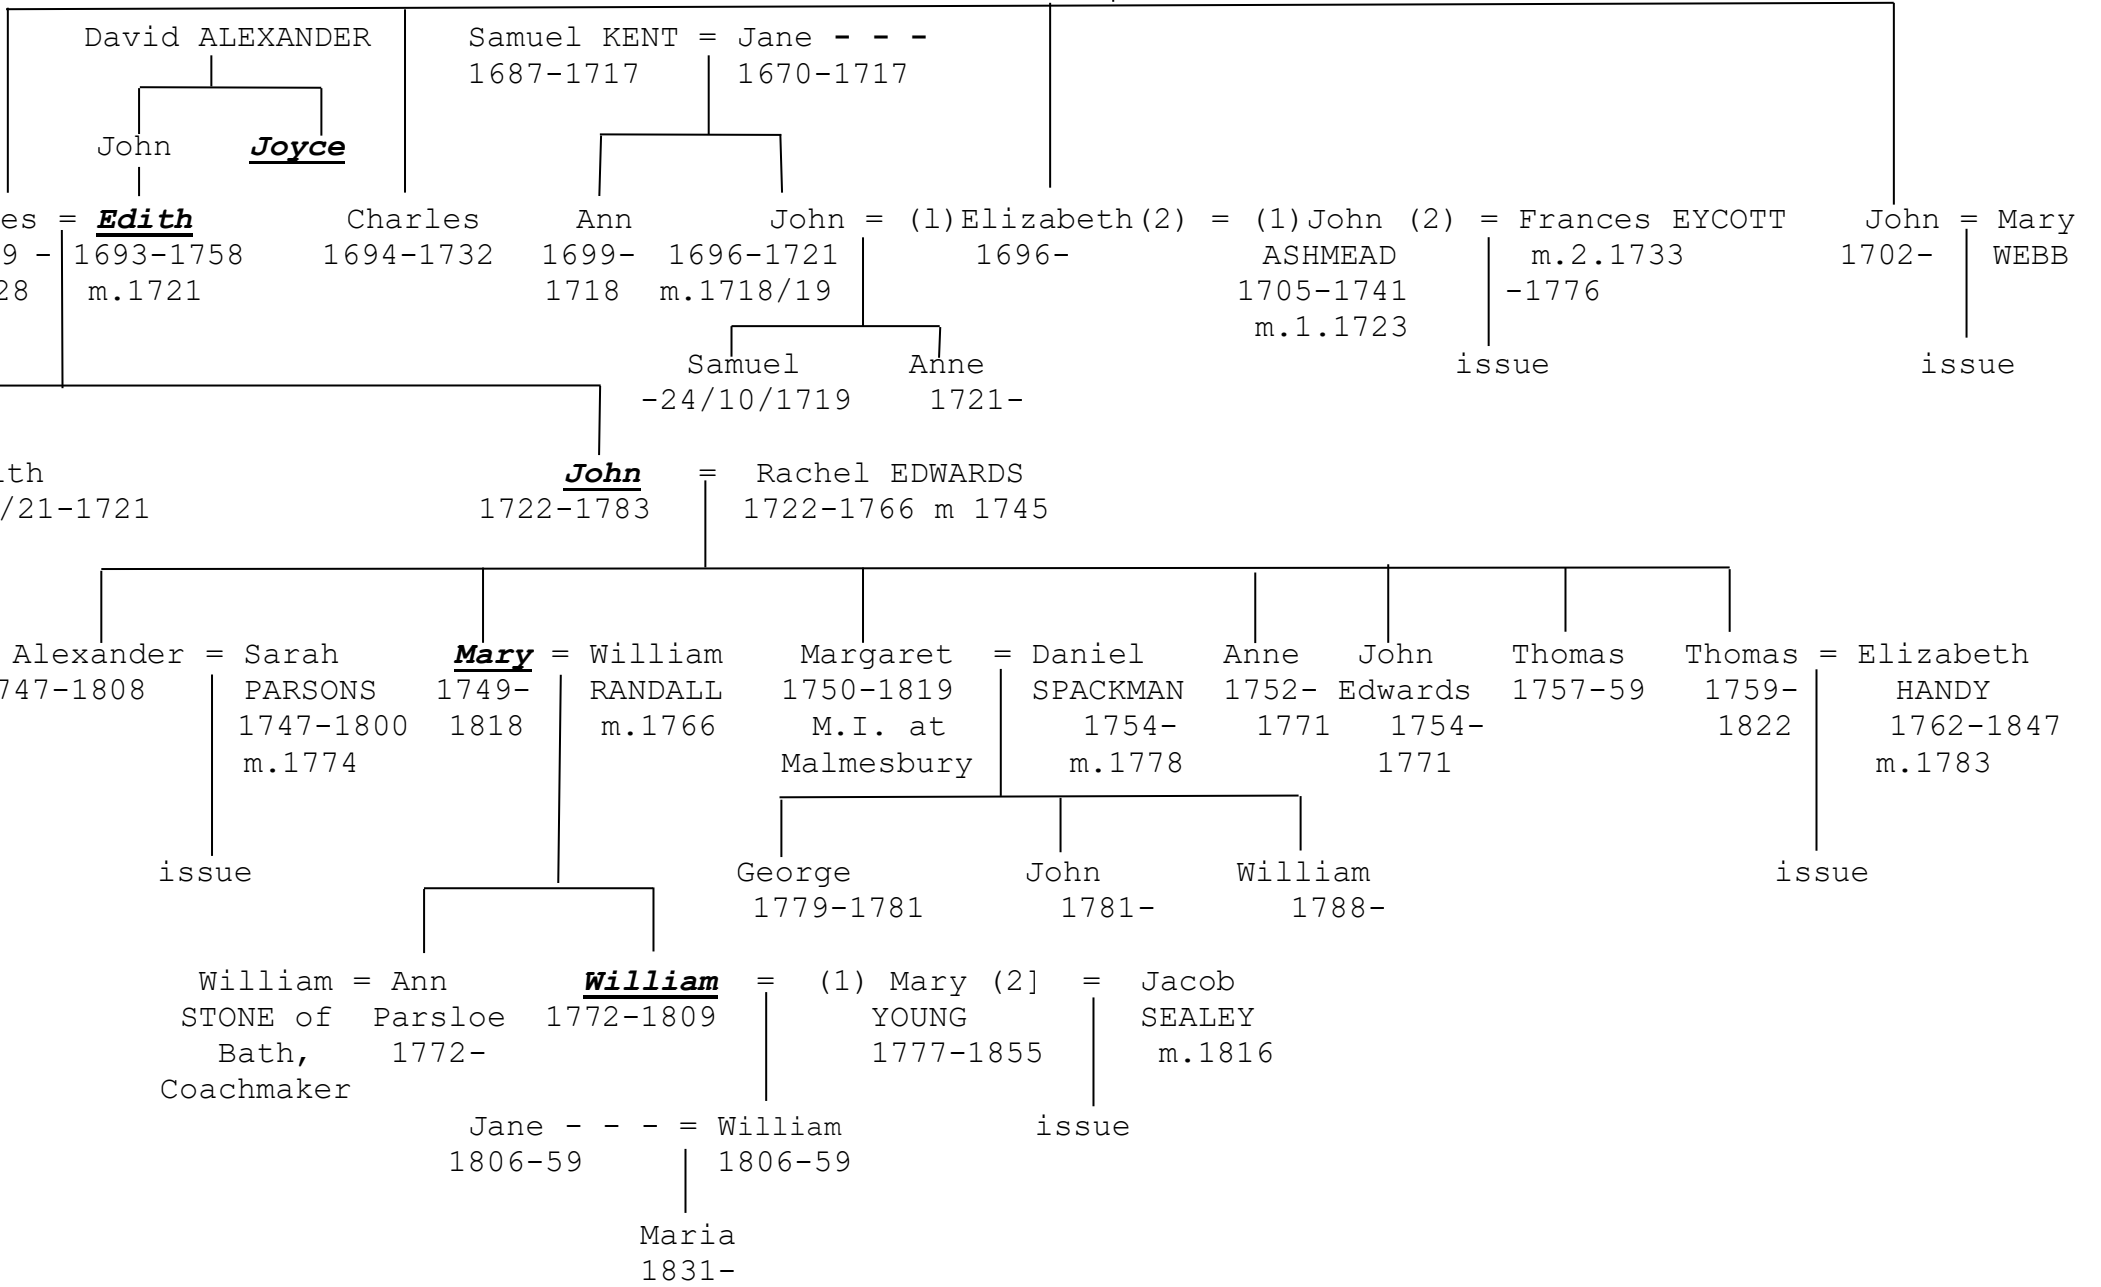 David ALEXANDER Samuel KENT = Jane - - -
1687-1717 1670-1717
John Joyce
es = Edith Charles Ann John = (l)Elizabeth(2) = (1)John (2) = Frances EYCOTT John = Mary
9 - 1693-1758 1694-1732 1699- 1696-1721 1696- ASHMEAD m.2.1733 1702- WEBB
28 m.1721 1718 m.1718/19 1705-1741 -1776
m.1.1723
Samuel Anne issue issue
-24/10/1719 1721-
ith John = Rachel EDWARDS
/21-1721 1722-1783 1722-1766 m 1745
Alexander = Sarah Mary = William Margaret = Daniel Anne John Thomas Thomas = Elizabeth
747-1808 PARSONS 1749- RANDALL 1750-1819 SPACKMAN 1752- Edwards 1757-59 1759- HANDY
1747-1800 1818 m.1766 M.I. at 1754- 1771 1754- 1822 1762-1847
m.1774 Malmesbury m.1778 1771 m.1783
issue George John William issue
1779-1781 1781- 1788-
William = Ann William = (1) Mary (2] = Jacob
STONE of Parsloe 1772-1809 YOUNG SEALEY
Bath, 1772- 1777-1855 m.1816
Coachmaker
Jane - - - = William issue
1806-59 1806-59
Maria
1831-